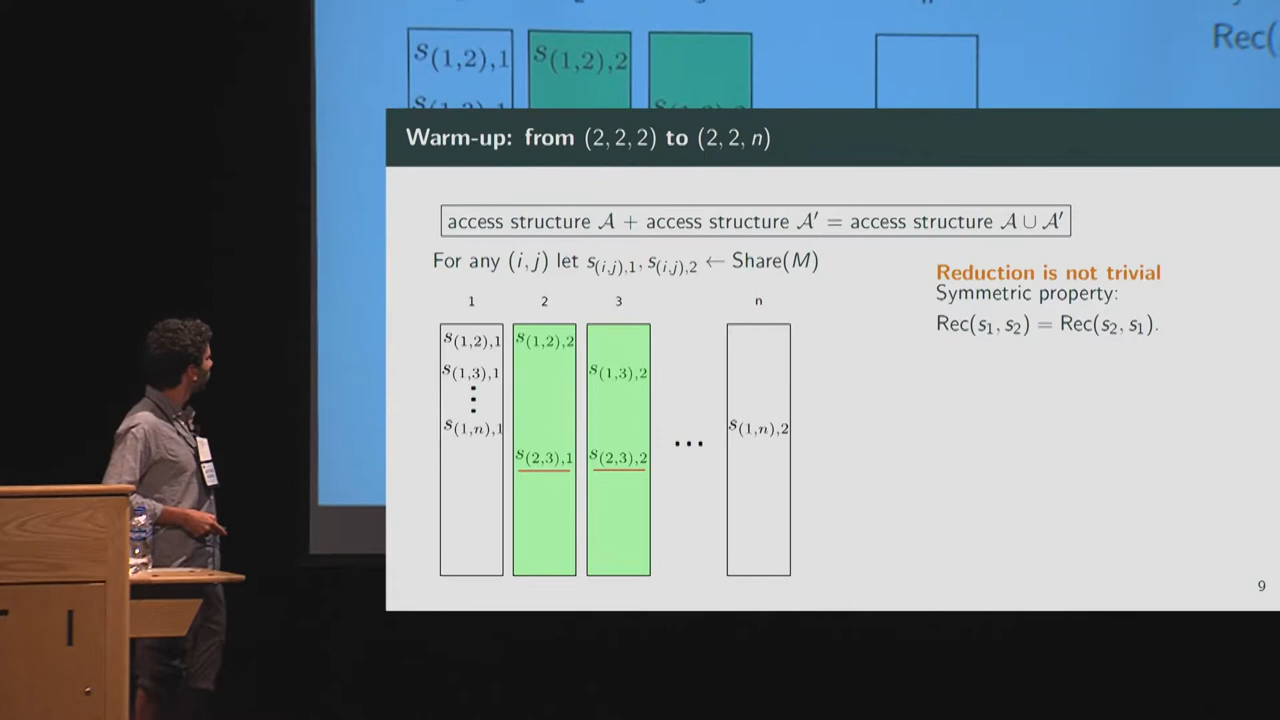 s(1,2),1 s(1,2),2
Rec(
Warm-up: from (2, 2, 2) to (2, 2, n)
access structure 𝒜 + access structure 𝒜′ = access structure 𝒜 ∪ 𝒜′
For any (i, j) let s(i,j),1, s(i,j),2 ← Share(M)
Reduction is not trivial
Symmetric property:
Rec(s1, s2) = Rec(s2, s1).
1 2 3 n
s(1,2),1 s(1,2),2
s(1,3),1 s(1,3),2
⋮
s(1,n),1 s(1,n),2
...
s(2,3),1 s(2,3),2
9